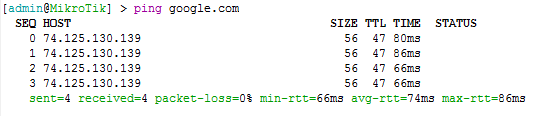 [admin@MikroTik] > ping google.com
SEQ HOST SIZE TTL TIME STATUS
0 74.125.130.139 56 47 80ms
1 74.125.130.139 56 47 86ms
2 74.125.130.139 56 47 66ms
3 74.125.130.139 56 47 66ms
sent=4 received=4 packet-loss=0% min-rtt=66ms avg-rtt=74ms max-rtt=86ms